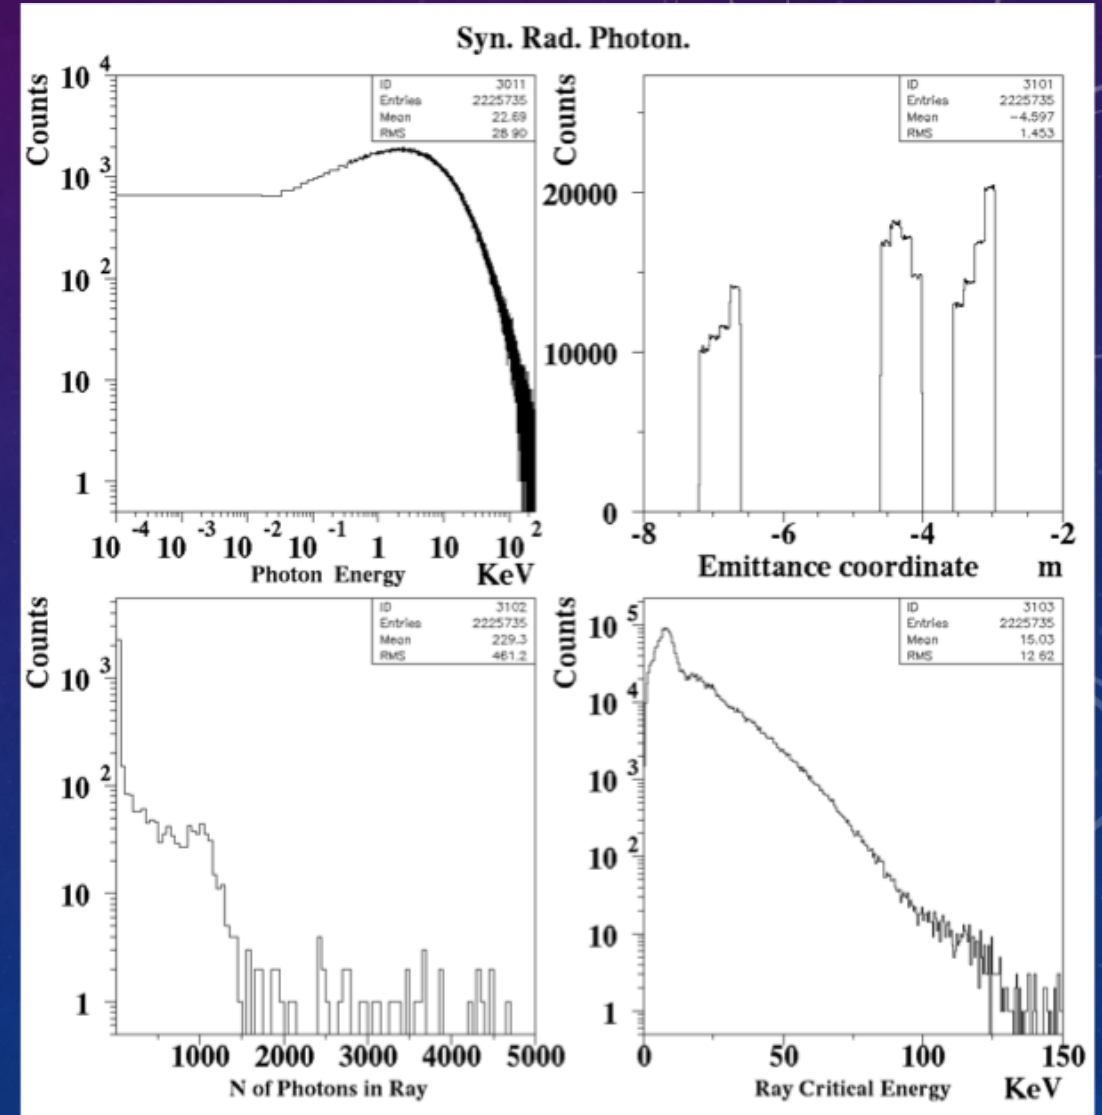 Syn. Rad. Photon.
Counts
10 4
10 3
10 2
10
1
ID 3011
Entries 2225735
Mean 22.69
RMS 28.90
10 -4 10 -3 10 -2 10 -1 1 10 10 2
Photon Energy KeV
Counts
20000
10000
0
ID 3101
Entries 2225735
Mean -4.597
RMS 1.453
-8 -6 -4 -2
Emittance coordinate m
Counts
10 3
10 2
10
1
ID 3102
Entries 2225735
Mean 229.3
RMS 461.2
1000 2000 3000 4000 5000
N of Photons in Ray
Counts
10 5
10 4
10 3
10 2
10
1
ID 3103
Entries 2225735
Mean 15.03
RMS 12.62
0 50 100 150
Ray Critical Energy KeV